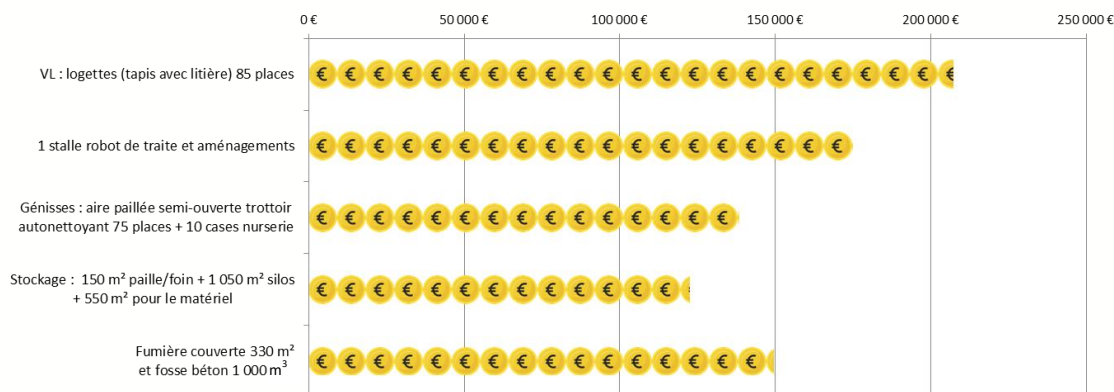 0 € 50 000 € 100 000 € 150 000 € 200 000 € 250 000 €
VL : logettes (tapis avec litière) 85 places
1 stalle robot de traite et aménagements
Génisses : aire paillée semi-ouverte trottoir
autonettoyant 75 places + 10 cases nurserie
Stockage : 150 m² paille/foin + 1 050 m² silos
+ 550 m² pour le matériel
Fumière couverte 330 m²
et fosse béton 1 000 m³